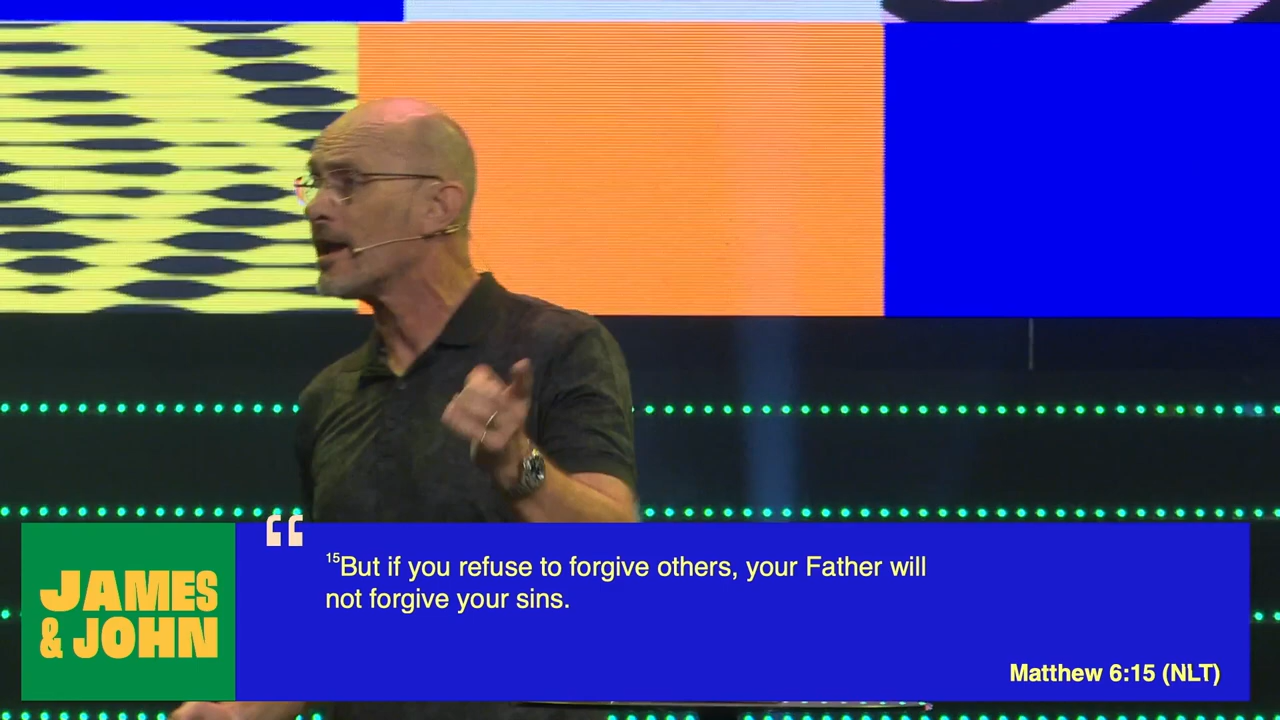 “
¹⁵But if you refuse to forgive others, your Father will
not forgive your sins.
JAMES
& JOHN
Matthew 6:15 (NLT)